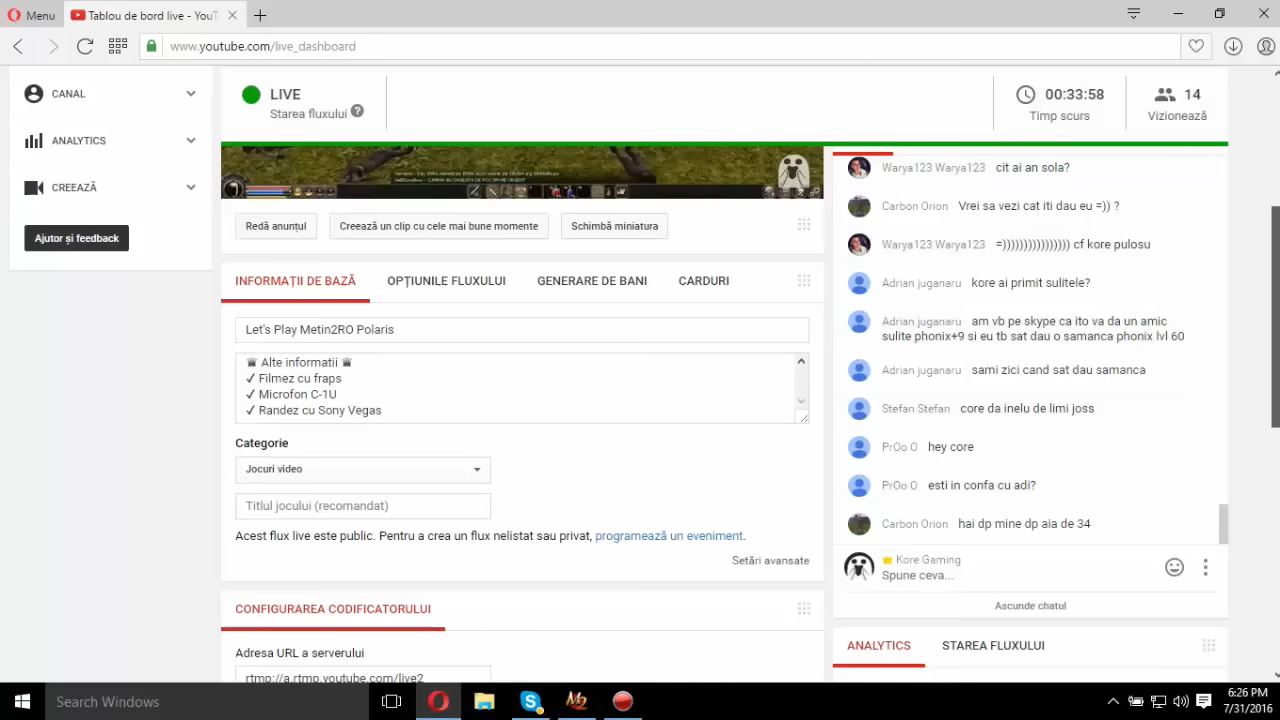 Menu
Tablou de bord live - YouT
www.youtube.com/live_dashboard
CANAL
ANALYTICS
CREEAZĂ
Ajutor și feedback
LIVE
Starea fluxului ?
00:33:58
Timp scurs
14
Vizionează
Redă anunțul
Creează un clip cu cele mai bune momente
Schimbă miniatura
INFORMAȚII DE BAZĂ
OPȚIUNILE FLUXULUI
GENERARE DE BANI
CARDURI
Let's Play Metin2RO Polaris
♛ Alte informatii ♛
✓ Filmez cu fraps
✓ Microfon C-1U
✓ Randez cu Sony Vegas
Categorie
Jocuri video
Titlul jocului (recomandat)
Acest flux live este public. Pentru a crea un flux nelistat sau privat, programează un eveniment.
Setări avansate
CONFIGURAREA CODIFICATORULUI
Adresa URL a serverului
rtmp://a.rtmp.youtube.com/live2
Warya123 Warya123 cit ai an sola?
Carbon Orion Vrei sa vezi cat iti dau eu =)) ?
Warya123 Warya123 =)))))))))))))))) cf kore pulosu
Adrian juganaru kore ai primit sulitele?
Adrian juganaru am vb pe skype ca ito va da un amic
sulite phonix+9 si eu tb sat dau o samanca phonix lvl 60
Adrian juganaru sami zici cand sat dau samanca
Stefan Stefan core da inelu de limi joss
PrOo O hey core
PrOo O esti in confa cu adi?
Carbon Orion hai dp mine dp aia de 34
Kore Gaming
Spune ceva...
Ascunde chatul
ANALYTICS
STAREA FLUXULUI
Search Windows
6:26 PM
7/31/2016